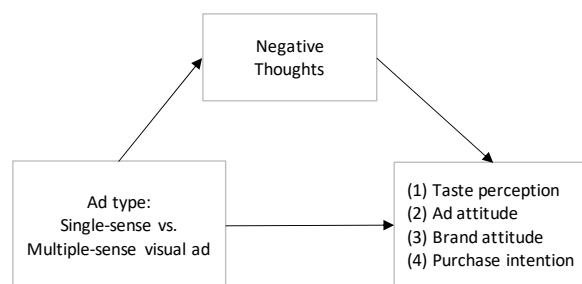 Negative
Thoughts
Ad type:
Single-sense vs.
Multiple-sense visual ad
(1) Taste perception
(2) Ad attitude
(3) Brand attitude
(4) Purchase intention